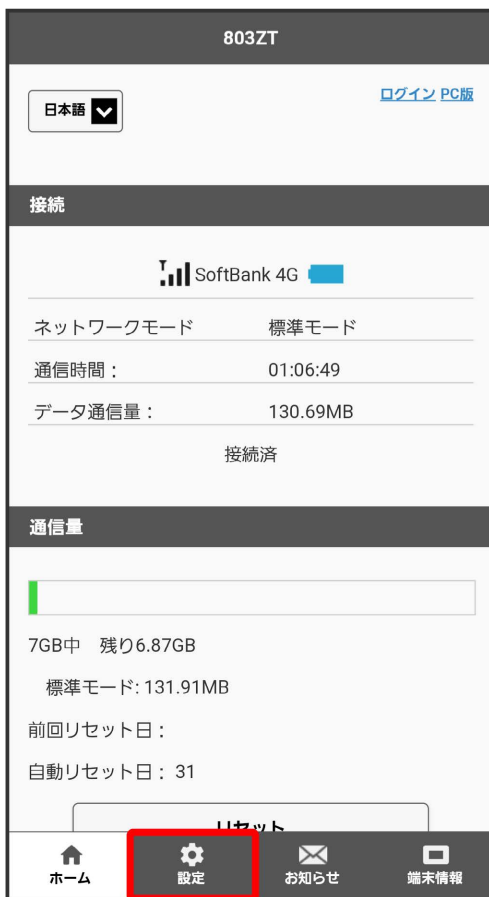 803ZT
日本語
ログイン PC版
接続
SoftBank 4G
ネットワークモード 標準モード
通信時間： 01:06:49
データ通信量： 130.69MB
接続済
通信量
7GB中 残り6.87GB
標準モード: 131.91MB
前回リセット日：
自動リセット日： 31
リセット
ホーム 設定 お知らせ 端末情報